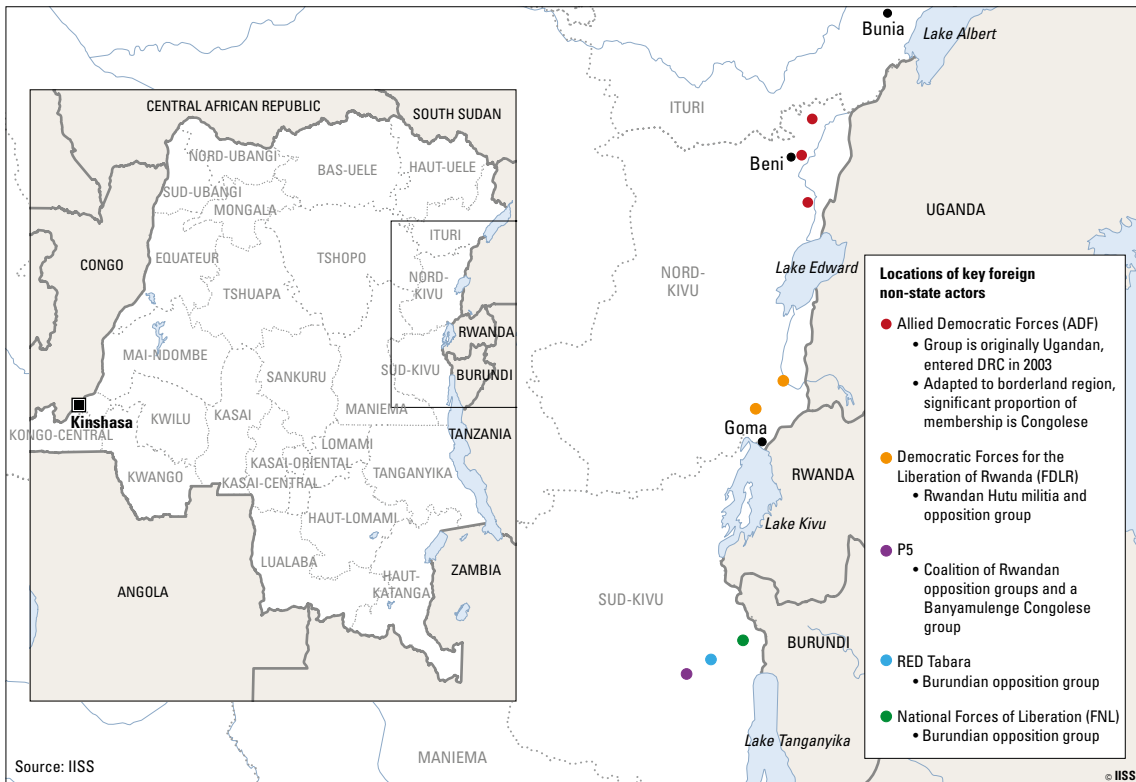 CENTRAL AFRICAN REPUBLIC
SOUTH SUDAN
NORD-UBANGI
BAS-UELE
HAUT-UELE
SUD-UBANGI
MONGALA
ITURI
CONGO
EQUATEUR
TSHOPO
NORD-
KIVU
TSHUAPA
RWANDA
MAI-NDOMBE
SANKURU
SUD-KIVU
BURUNDI
Kinshasa
KWILU
KASAI
MANIEMA
KONGO-CENTRAL
TANZANIA
LOMAMI
KASAI-ORIENTAL
KWANGO
KASAI-CENTRAL
TANGANYIKA
HAUT-LOMAMI
LUALABA
HAUT-
KATANGA
ZAMBIA
ANGOLA
Bunia
Lake Albert
ITURI
Beni
UGANDA
Lake Edward
NORD-
KIVU
Goma
RWANDA
Lake Kivu
SUD-KIVU
BURUNDI
Lake Tanganyika
MANIEMA
Locations of key foreign
non-state actors
Allied Democratic Forces (ADF)
• Group is originally Ugandan,
entered DRC in 2003
• Adapted to borderland region,
significant proportion of
membership is Congolese
Democratic Forces for the
Liberation of Rwanda (FDLR)
• Rwandan Hutu militia and
opposition group
P5
• Coalition of Rwandan
opposition groups and a
Banyamulenge Congolese
group
RED Tabara
• Burundian opposition group
National Forces of Liberation (FNL)
• Burundian opposition group
Source: IISS
© IISS